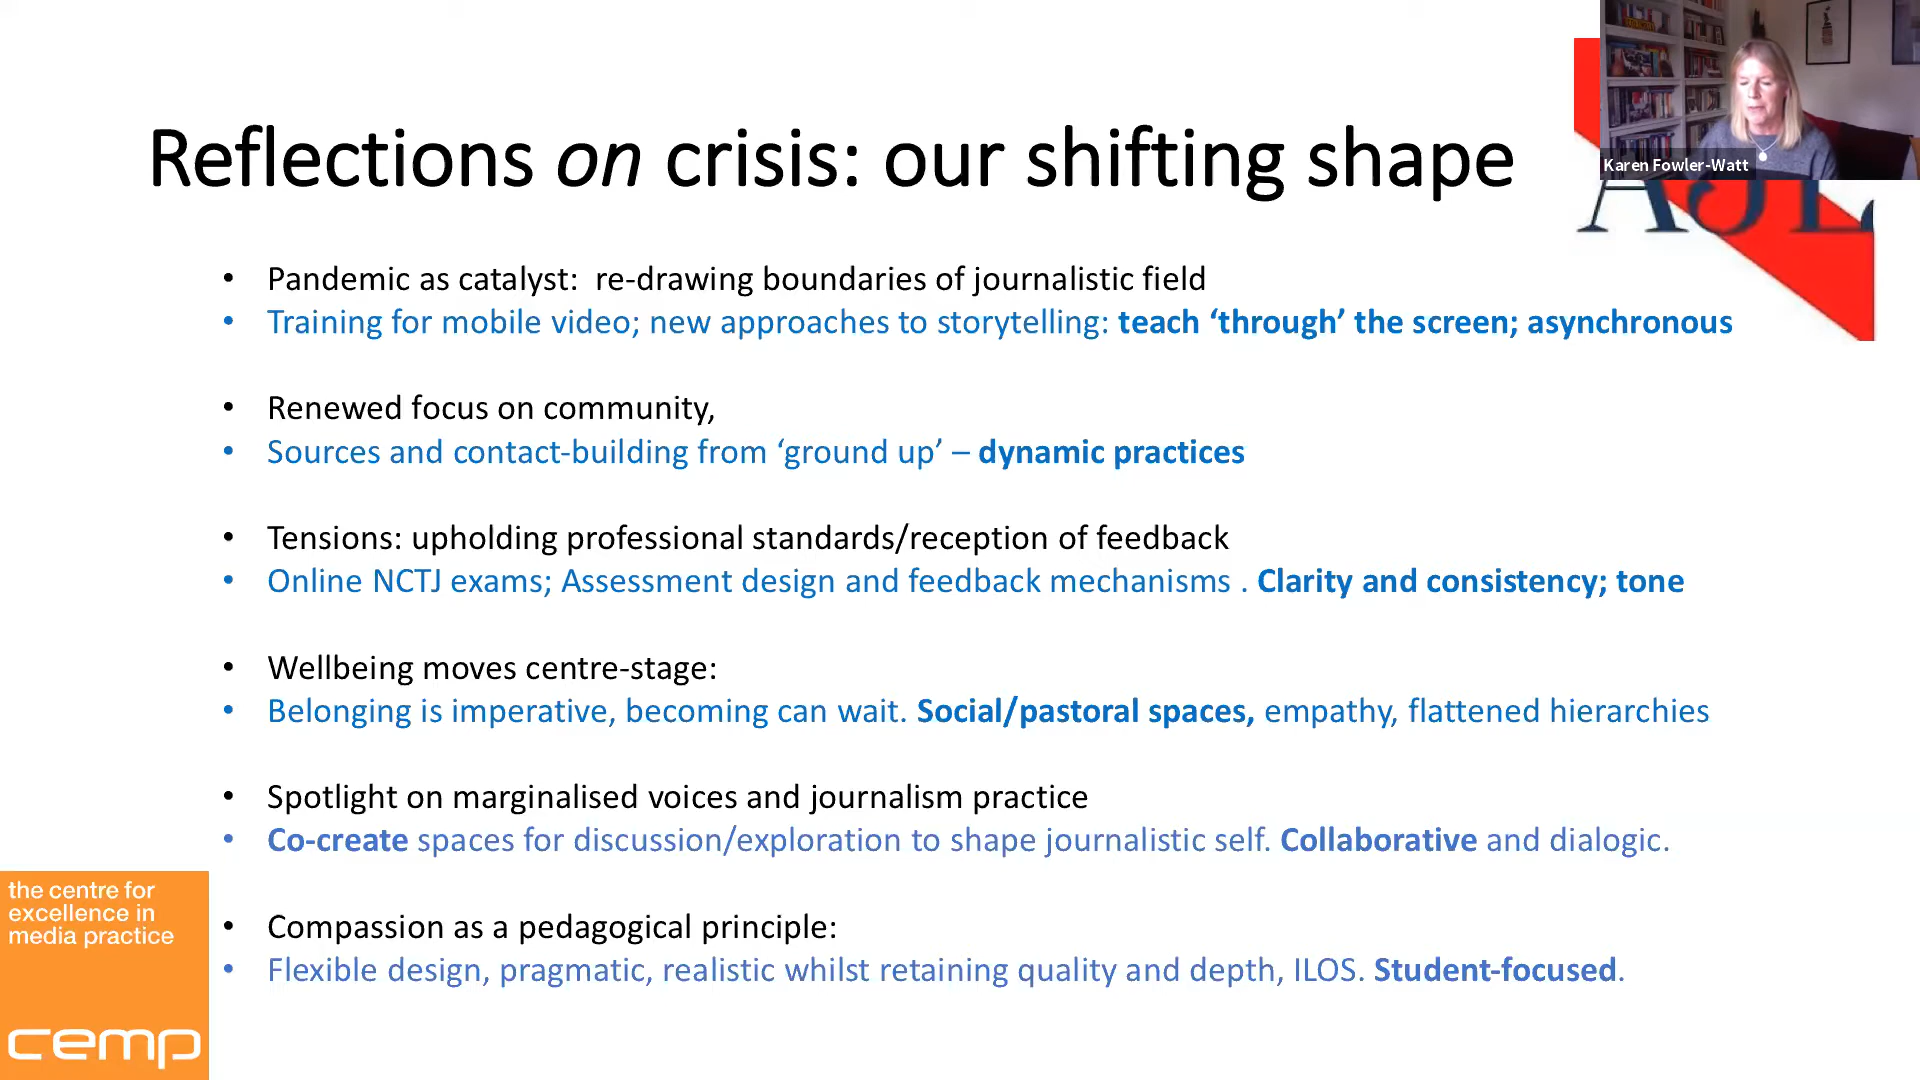 Karen Fowler-Watt
AJL
Reflections on crisis: our shifting shape
• Pandemic as catalyst:  re-drawing boundaries of journalistic field
• Training for mobile video; new approaches to storytelling: teach ‘through’ the screen; asynchronous
• Renewed focus on community,
• Sources and contact-building from ‘ground up’ – dynamic practices
• Tensions: upholding professional standards/reception of feedback
• Online NCTJ exams; Assessment design and feedback mechanisms . Clarity and consistency; tone
• Wellbeing moves centre-stage:
• Belonging is imperative, becoming can wait. Social/pastoral spaces, empathy, flattened hierarchies
• Spotlight on marginalised voices and journalism practice
• Co-create spaces for discussion/exploration to shape journalistic self. Collaborative and dialogic.
• Compassion as a pedagogical principle:
• Flexible design, pragmatic, realistic whilst retaining quality and depth, ILOS. Student-focused.
the centre for
excellence in
media practice
cemp